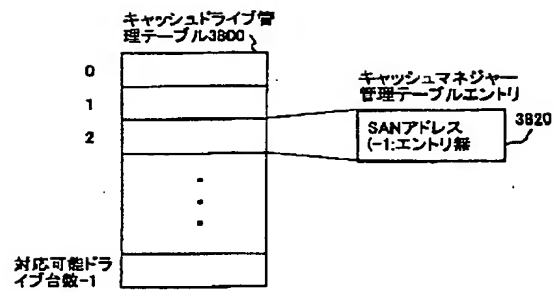 キャッシュドライブ管
理テーブル3800
0
1
2
キャッシュマネジャー
管理テーブルエントリ
SANアドレス
(-1:エントリ無
3820
対応可能ドラ
イブ台数-1